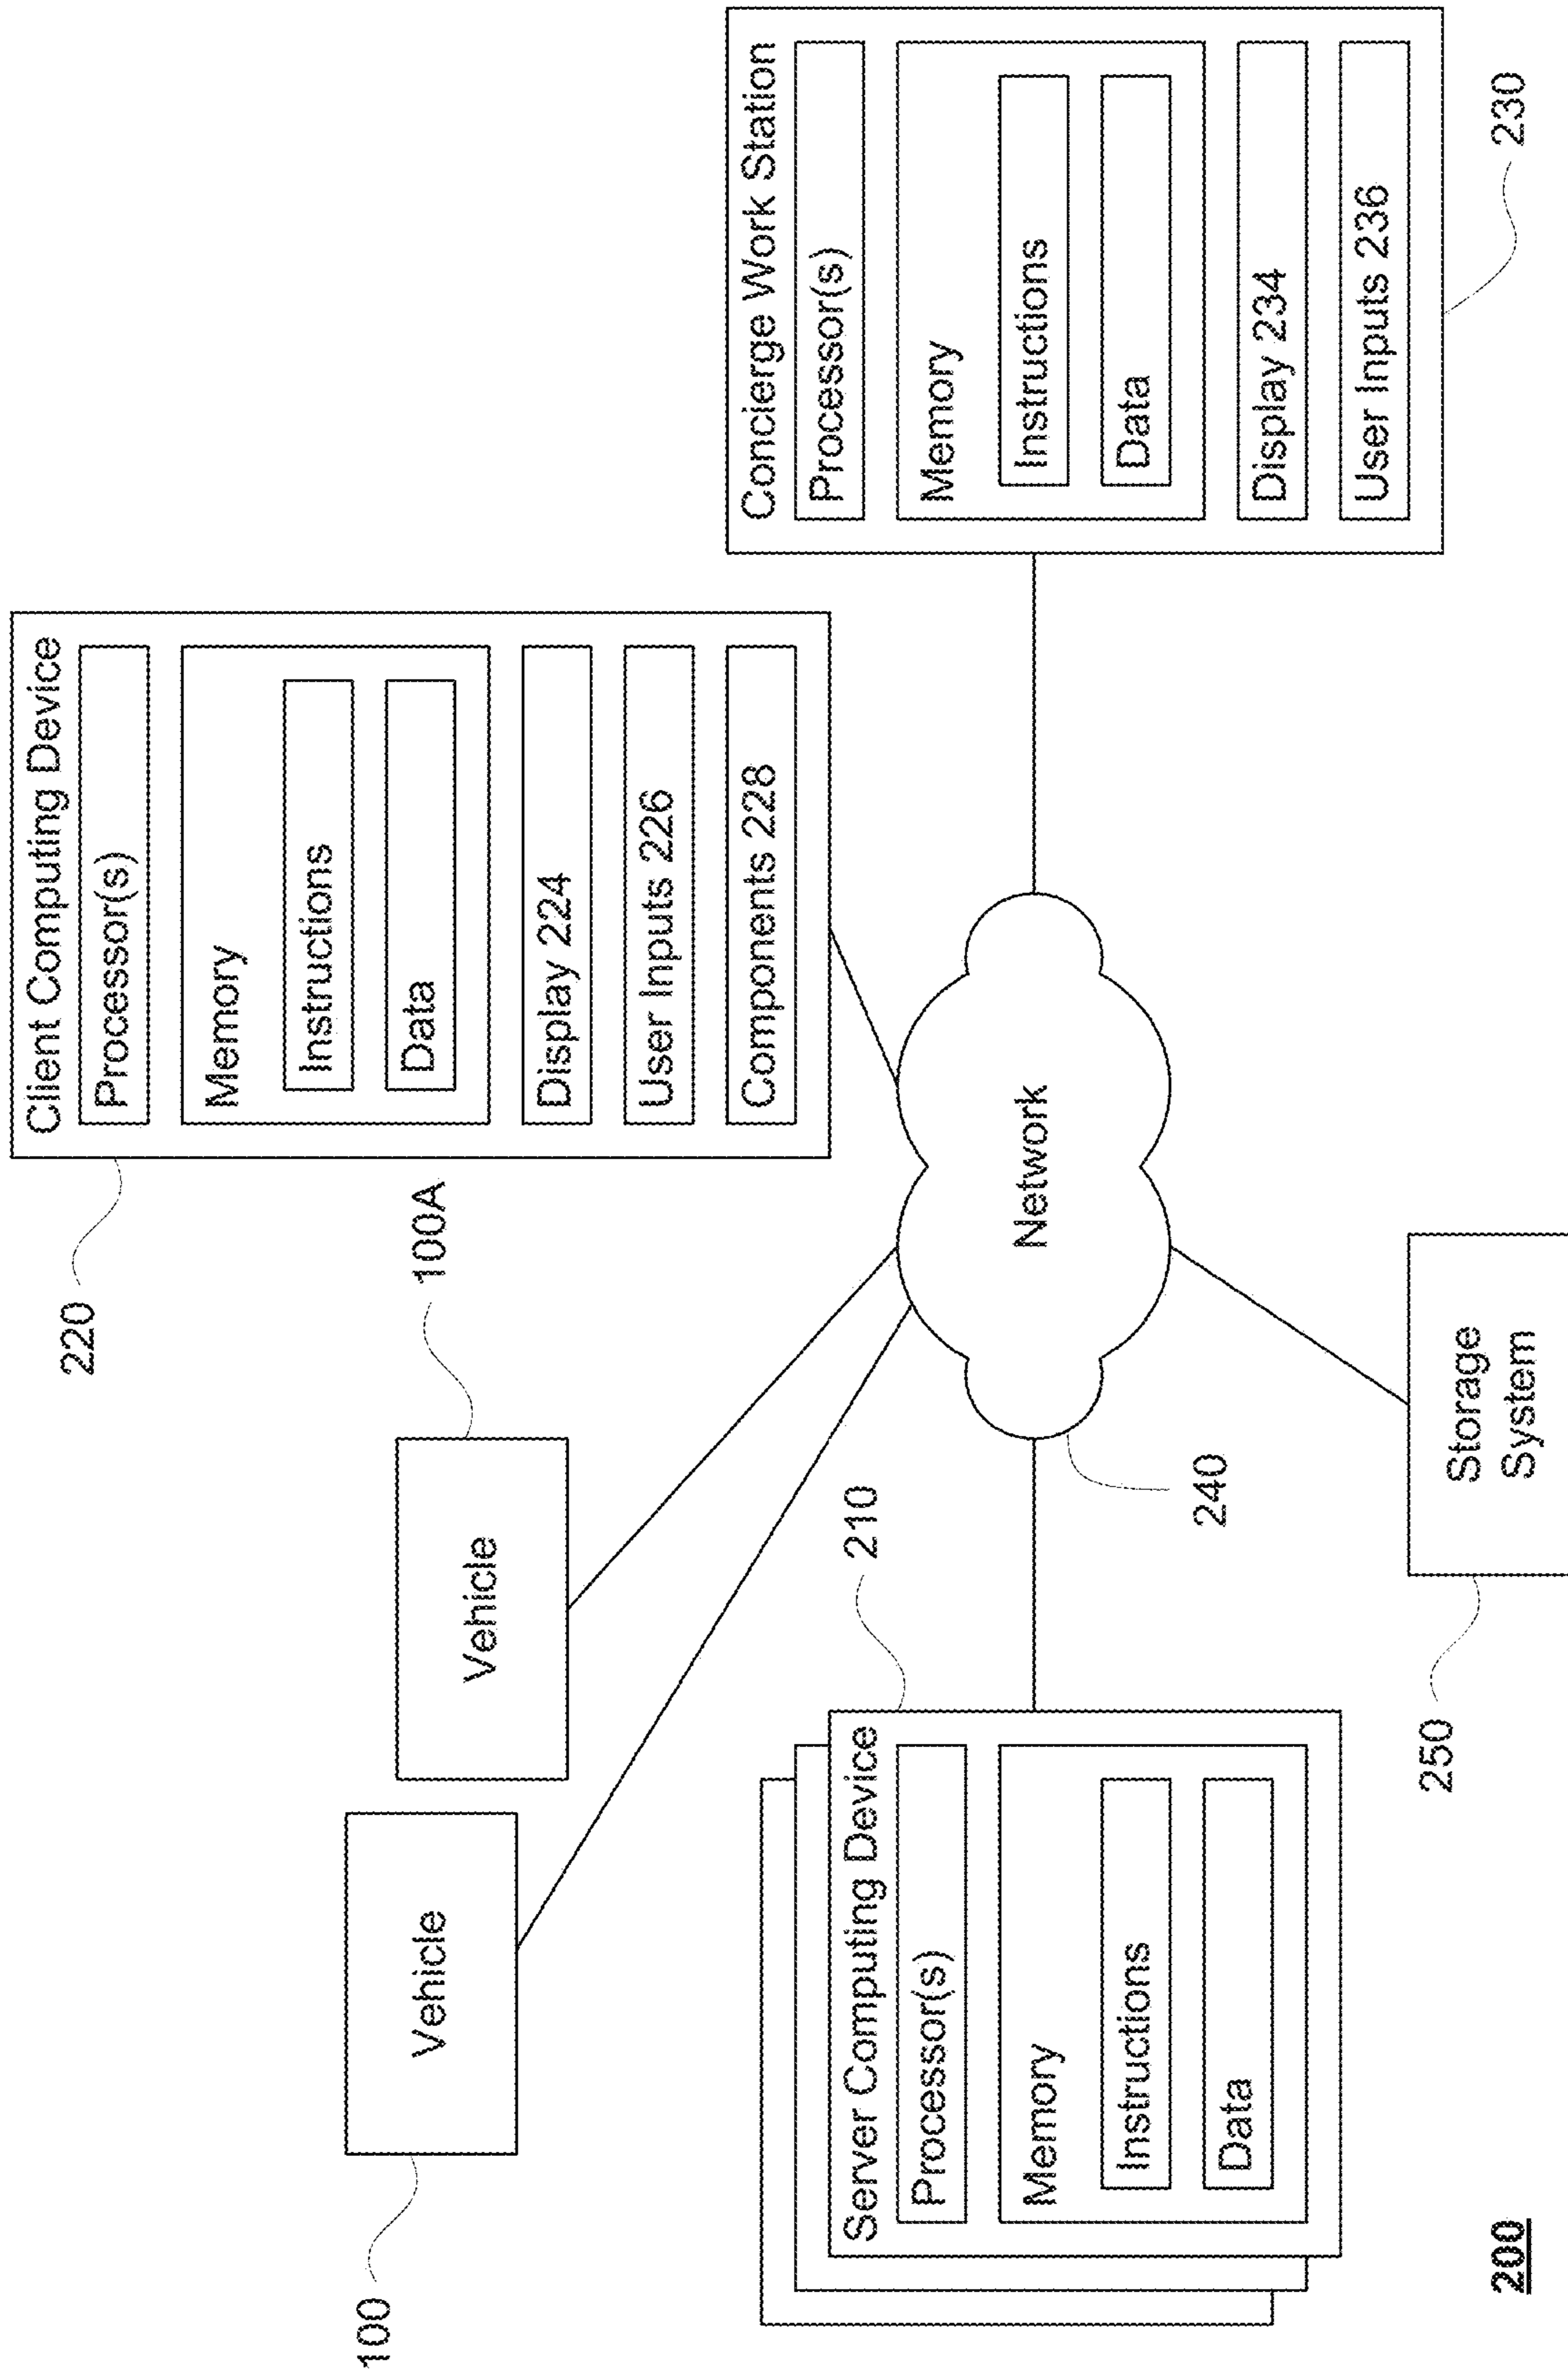 Client Computing Device
Processor(s)
Memory
Instructions
Data
Display 224
User Inputs 226
Components 228
220
100A
Vehicle
Vehicle
100
Concierge Work Station
Processor(s)
Memory
Instructions
Data
Display 234
User Inputs 236
230
Network
240
210
Server Computing Device
Processor(s)
Memory
Instructions
Data
Storage
System
250
200